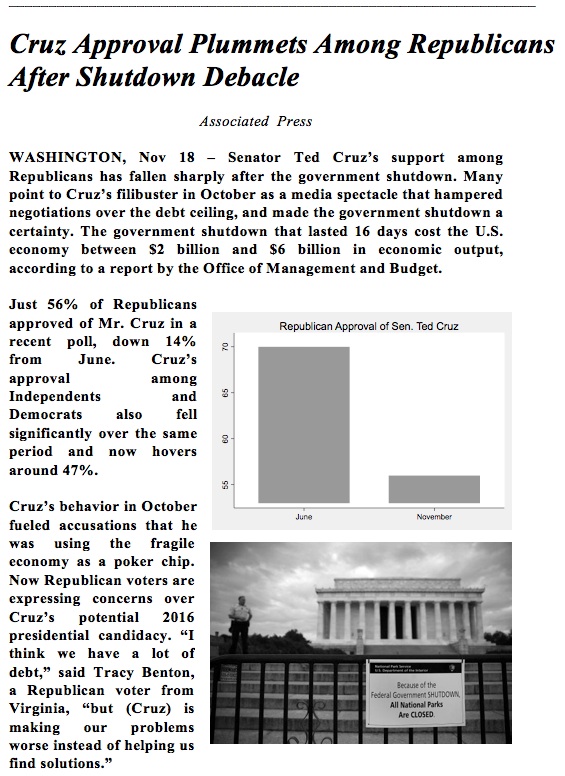 Cruz Approval Plummets Among Republicans
After Shutdown Debacle
Associated Press
WASHINGTON, Nov 18 – Senator Ted Cruz's support among
Republicans has fallen sharply after the government shutdown. Many
point to Cruz's filibuster in October as a media spectacle that hampered
negotiations over the debt ceiling, and made the government shutdown a
certainty. The government shutdown that lasted 16 days cost the U.S.
economy between $2 billion and $6 billion in economic output,
according to a report by the Office of Management and Budget.
Just 56% of Republicans
approved of Mr. Cruz in a
recent poll, down 14%
from June. Cruz's
approval among
Independents and
Democrats also fell
significantly over the same
period and now hovers
around 47%.
Cruz's behavior in October
fueled accusations that he
was using the fragile
economy as a poker chip.
Now Republican voters are
expressing concerns over
Cruz's potential 2016
presidential candidacy. “I
think we have a lot of
debt,” said Tracy Benton,
a Republican voter from
Virginia, “but (Cruz) is
making our problems
worse instead of helping us
find solutions.”
Republican Approval of Sen. Ted Cruz
70
65
60
55
June November
National Park Service
U.S. Department of the Interior
Because of the
Federal Government SHUTDOWN,
All National Parks
Are CLOSED.